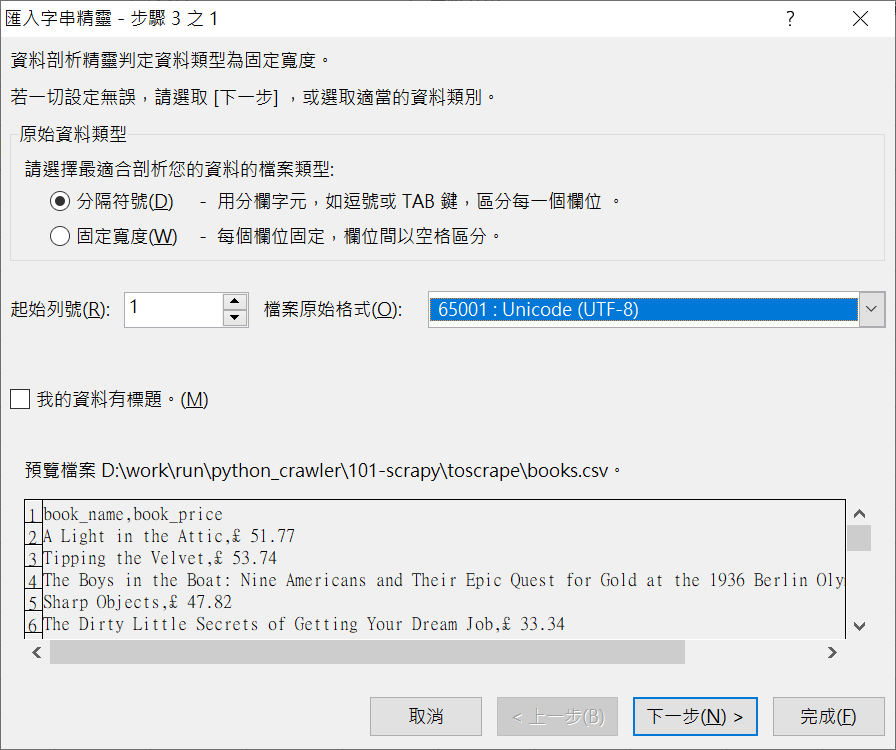 匯入字串精靈 - 步驟 3 之 1
?
資料剖析精靈判定資料類型為固定寬度。
若一切設定無誤，請選取 [下一步] ，或選取適當的資料類別。
原始資料類型
請選擇最適合剖析您的資料的檔案類型:
分隔符號(D) - 用分欄字元，如逗號或 TAB 鍵，區分每一個欄位 。
固定寬度(W) - 每個欄位固定，欄位間以空格區分。
起始列號(R): 1 檔案原始格式(O): 65001 : Unicode (UTF-8)
我的資料有標題。(M)
預覽檔案 D:\work\run\python_crawler\101-scrapy\toscrape\books.csv。
1 book_name,book_price
2 A Light in the Attic,£ 51.77
3 Tipping the Velvet,£ 53.74
4 The Boys in the Boat: Nine Americans and Their Epic Quest for Gold at the 1936 Berlin Oly
5 Sharp Objects,£ 47.82
6 The Dirty Little Secrets of Getting Your Dream Job,£ 33.34
取消 < 上一步(B) 下一步(N) > 完成(F)